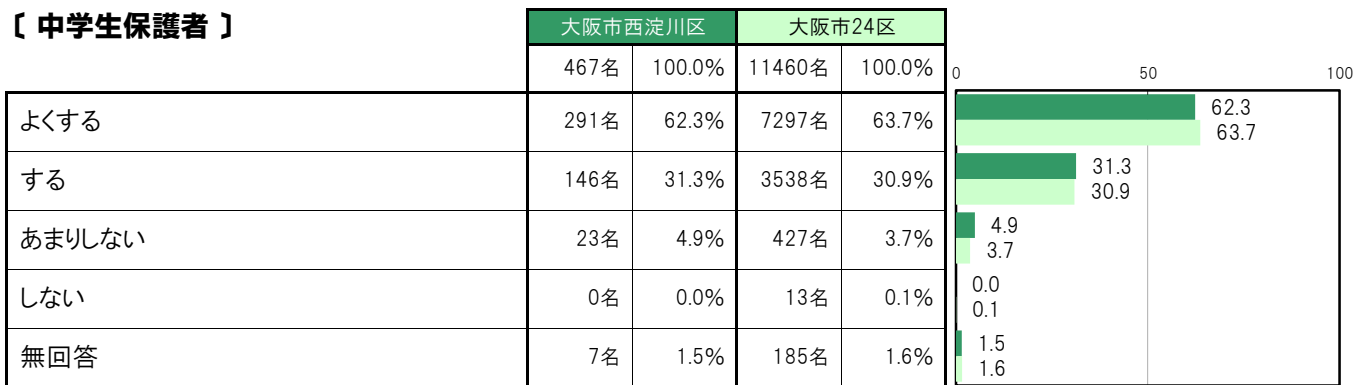 〔 中学生保護者 〕
大阪市西淀川区 大阪市24区
467名 100.0% 11460名 100.0% 0 50 100
よくする 291名 62.3% 7297名 63.7% 62.3
63.7
する 146名 31.3% 3538名 30.9% 31.3
30.9
あまりしない 23名 4.9% 427名 3.7% 4.9
3.7
しない 0名 0.0% 13名 0.1% 0.0
0.1
無回答 7名 1.5% 185名 1.6% 1.5
1.6